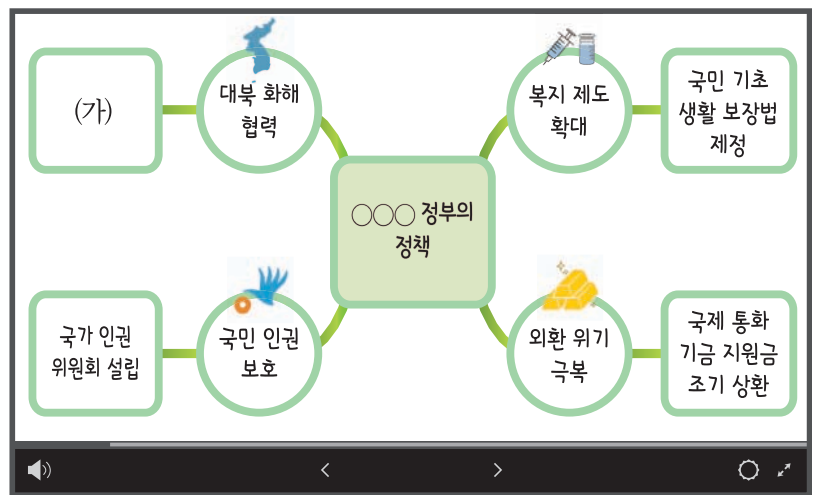 (가)
대북 화해
협력
복지 제도
확대
국민 기초
생활 보장법
제정
○○○ 정부의
정책
국가 인권
위원회 설립
국민 인권
보호
외환 위기
극복
국제 통화
기금 지원금
조기 상환